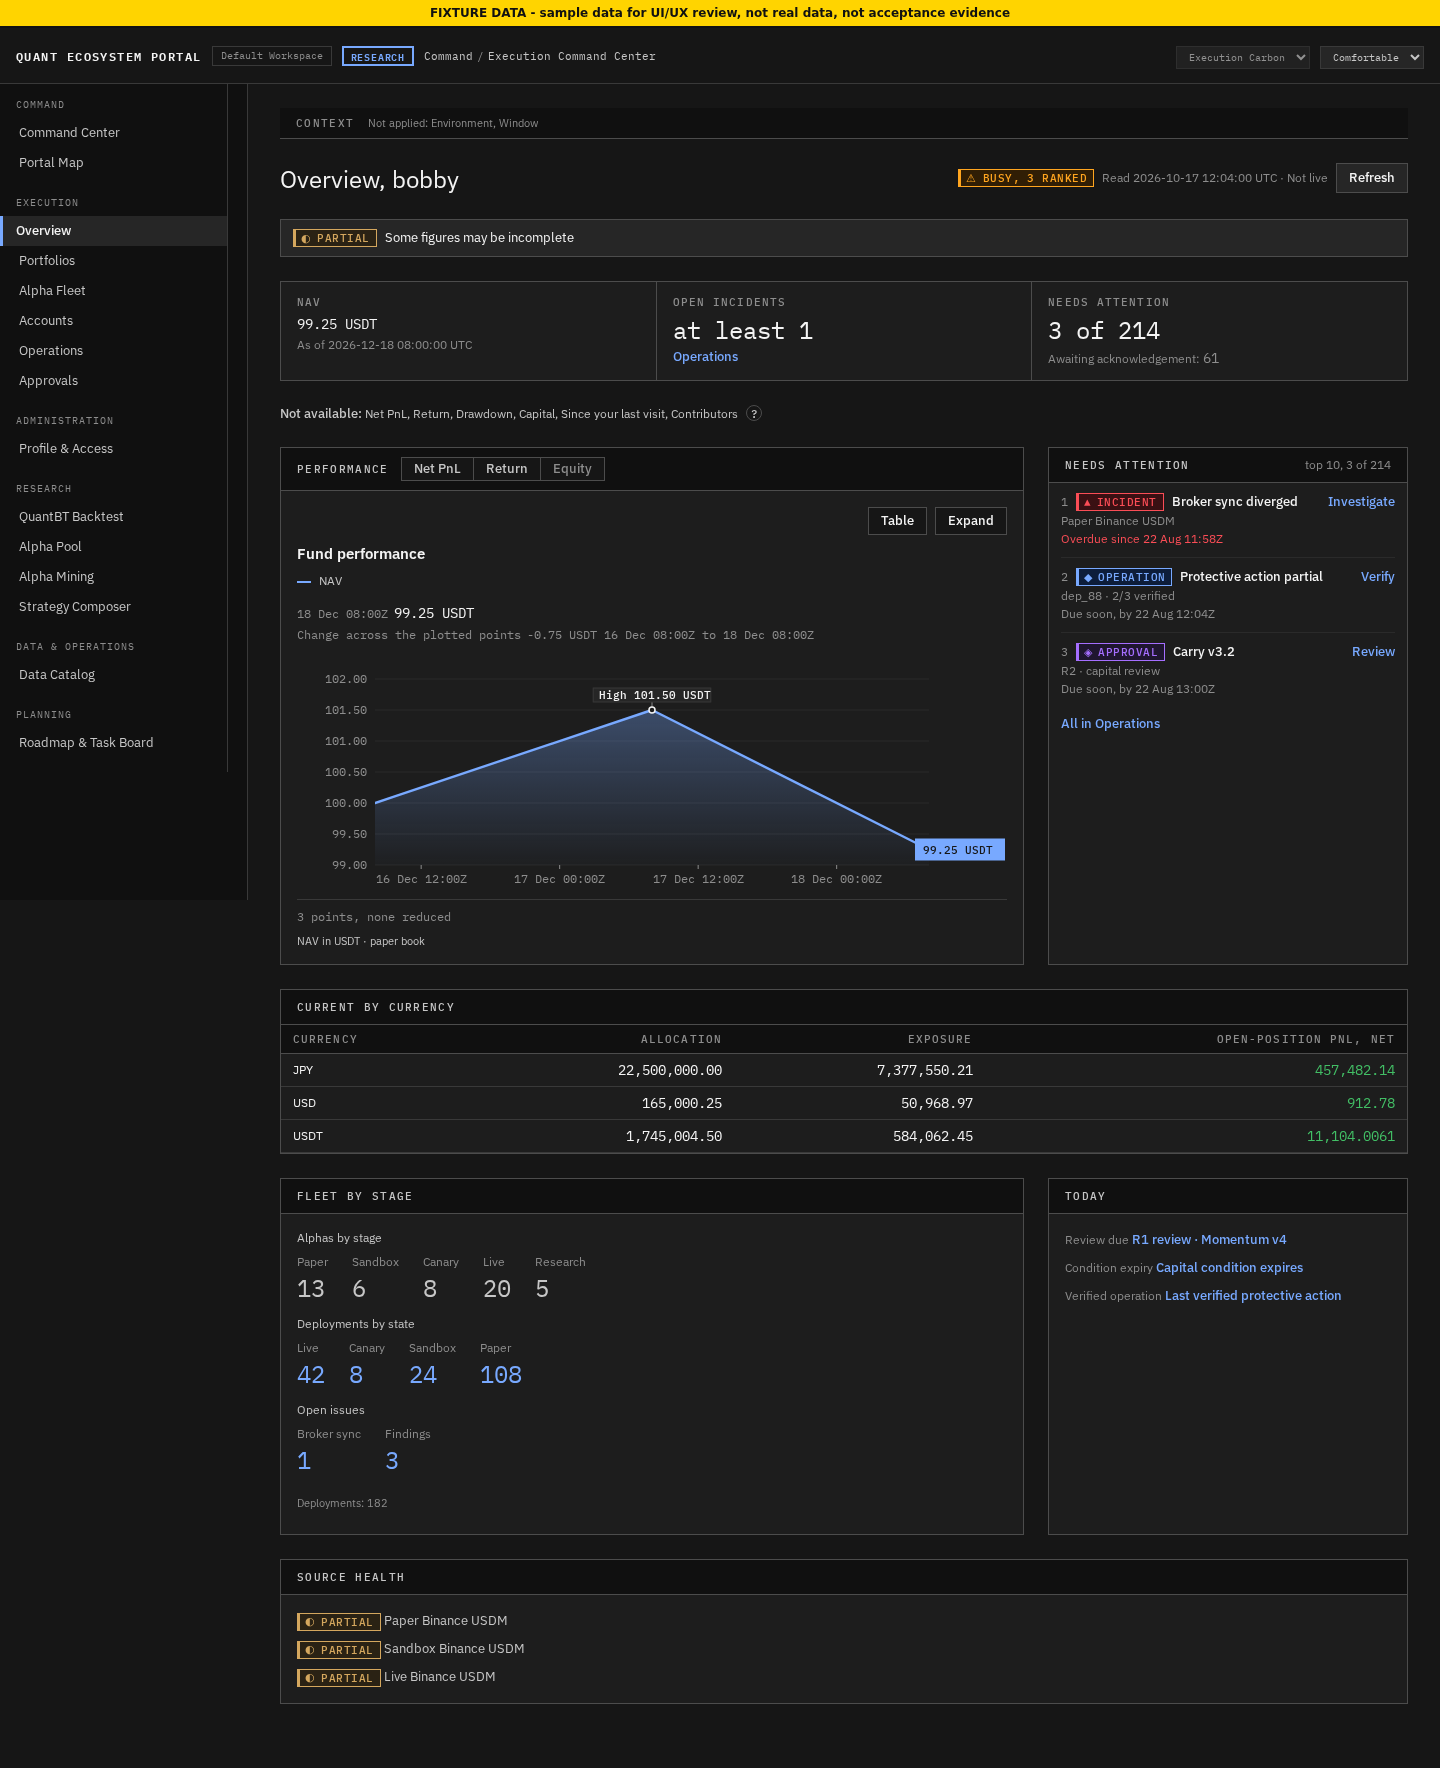 FIXTURE DATA - sample data for UI/UX review, not real data, not acceptance evidence
QUANT ECOSYSTEM PORTAL Default Workspace RESEARCH Command / Execution Command Center Execution Carbon Comfortable
COMMAND
Command Center
Portal Map
EXECUTION
Overview
Portfolios
Alpha Fleet
Accounts
Operations
Approvals
ADMINISTRATION
Profile & Access
RESEARCH
QuantBT Backtest
Alpha Pool
Alpha Mining
Strategy Composer
DATA & OPERATIONS
Data Catalog
PLANNING
Roadmap & Task Board
CONTEXT Not applied: Environment, Window
Overview, bobby
⚠ BUSY, 3 RANKED Read 2026-10-17 12:04:00 UTC · Not live Refresh
◐ PARTIAL Some figures may be incomplete
NAV
99.25 USDT
As of 2026-12-18 08:00:00 UTC
OPEN INCIDENTS
at least 1
Operations
NEEDS ATTENTION
3 of 214
Awaiting acknowledgement: 61
Not available: Net PnL, Return, Drawdown, Capital, Since your last visit, Contributors ?
PERFORMANCE Net PnL Return Equity
Table Expand
Fund performance
NAV
18 Dec 08:00Z 99.25 USDT
Change across the plotted points -0.75 USDT 16 Dec 08:00Z to 18 Dec 08:00Z
102.00
High 101.50 USDT
101.50
101.00
100.50
100.00
99.50
99.25 USDT
99.00
16 Dec 12:00Z 17 Dec 00:00Z 17 Dec 12:00Z 18 Dec 00:00Z
3 points, none reduced
NAV in USDT · paper book
NEEDS ATTENTION top 10, 3 of 214
1 ▲ INCIDENT Broker sync diverged Investigate
Paper Binance USDM
Overdue since 22 Aug 11:58Z
2 ◆ OPERATION Protective action partial Verify
dep_88 · 2/3 verified
Due soon, by 22 Aug 12:04Z
3 ◈ APPROVAL Carry v3.2 Review
R2 · capital review
Due soon, by 22 Aug 13:00Z
All in Operations
CURRENT BY CURRENCY
CURRENCY ALLOCATION EXPOSURE OPEN-POSITION PNL, NET
JPY 22,500,000.00 7,377,550.21 457,482.14
USD 165,000.25 50,968.97 912.78
USDT 1,745,004.50 584,062.45 11,104.0061
FLEET BY STAGE
Alphas by stage
Paper Sandbox Canary Live Research
13 6 8 20 5
Deployments by state
Live Canary Sandbox Paper
42 8 24 108
Open issues
Broker sync Findings
1 3
Deployments: 182
TODAY
Review due R1 review · Momentum v4
Condition expiry Capital condition expires
Verified operation Last verified protective action
SOURCE HEALTH
◐ PARTIAL Paper Binance USDM
◐ PARTIAL Sandbox Binance USDM
◐ PARTIAL Live Binance USDM